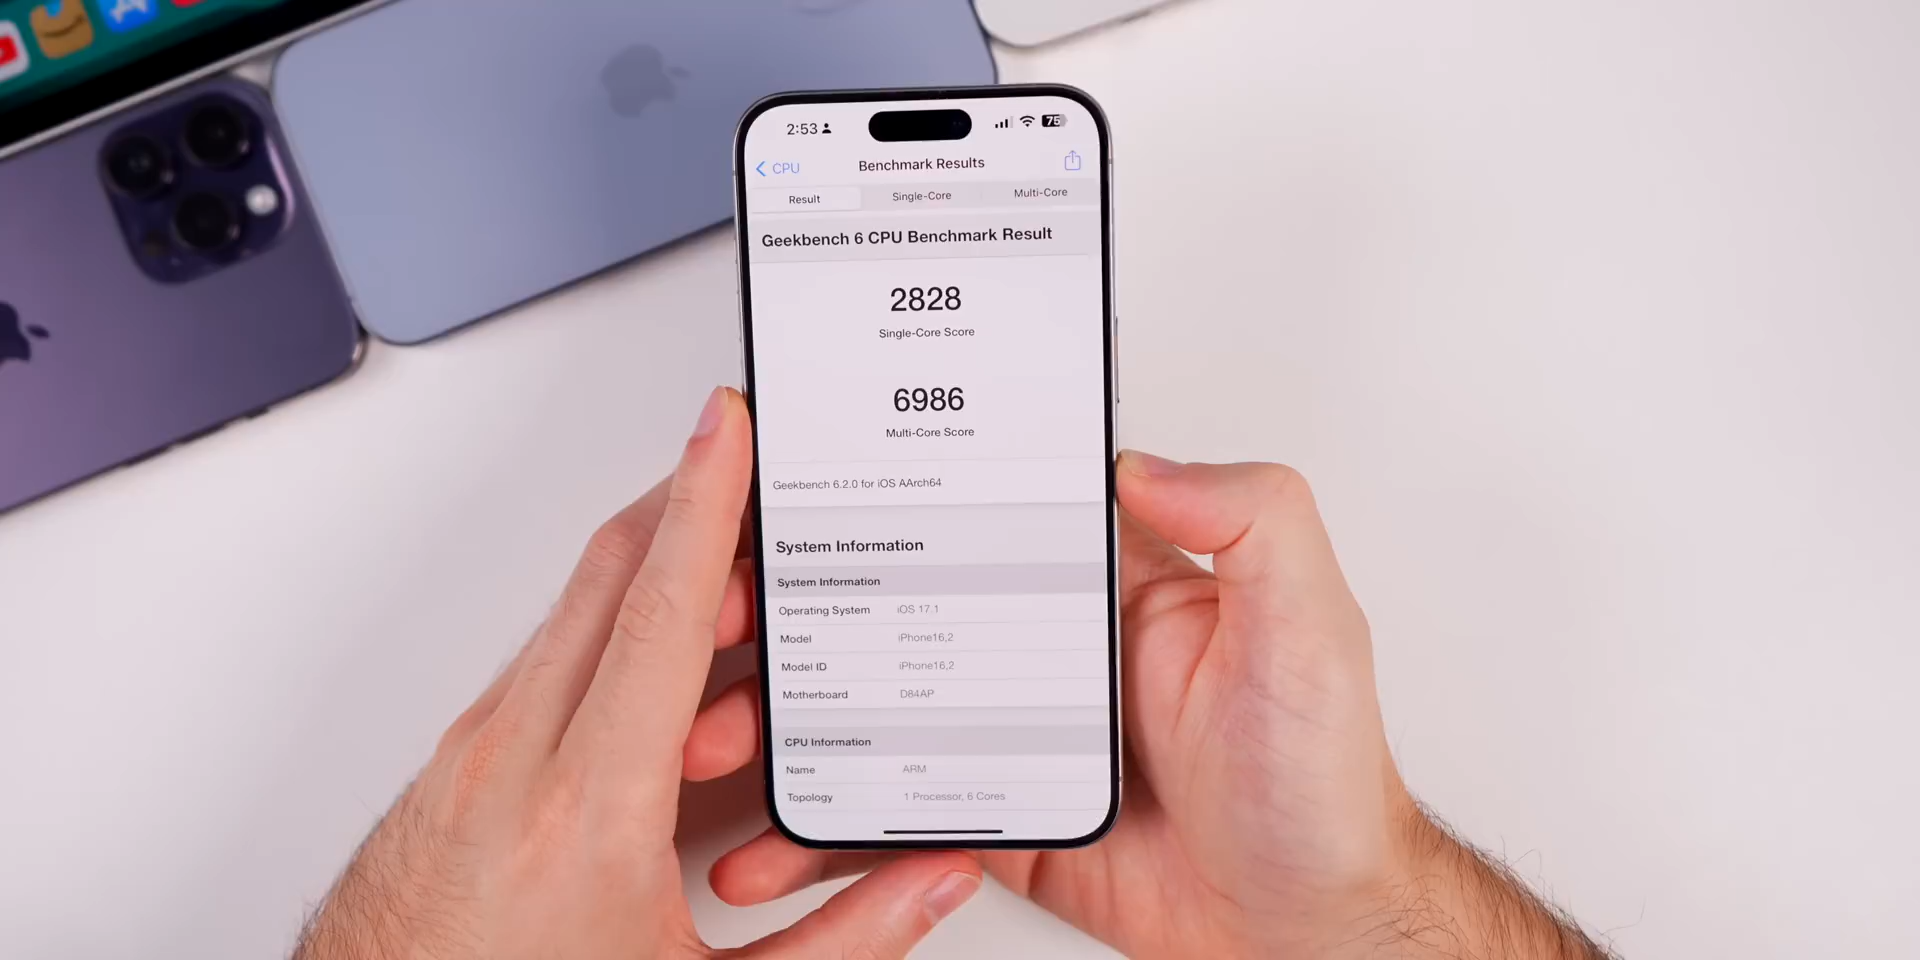 2:53
75
CPU
Benchmark Results
Result Single-Core Multi-Core
Geekbench 6 CPU Benchmark Result
2828
Single-Core Score
6986
Multi-Core Score
Geekbench 6.2.0 for iOS AArch64
System Information
System Information
Operating System iOS 17.1
Model iPhone16,2
Model ID iPhone16,2
Motherboard D84AP
CPU Information
Name ARM
Topology 1 Processor, 6 Cores